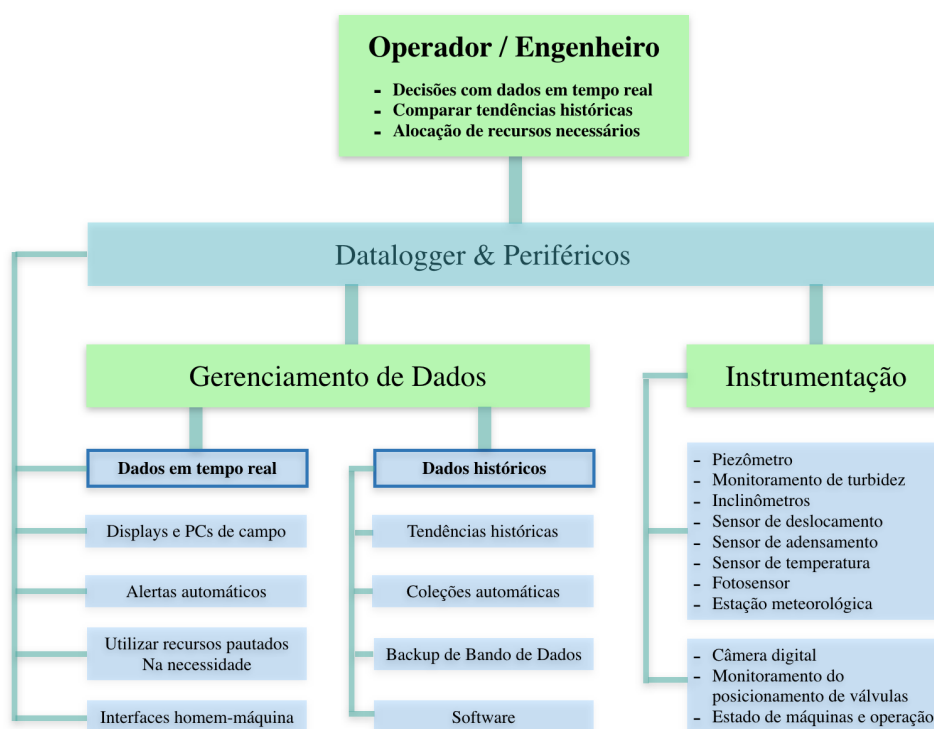 Operador / Engenheiro
- Decisões com dados em tempo real
- Comparar tendências históricas
- Alocação de recursos necessários
Datalogger & Periféricos
Gerenciamento de Dados
Instrumentação
Dados em tempo real
Dados históricos
Displays e PCs de campo
Tendências históricas
Alertas automáticos
Coleções automáticas
Utilizar recursos pautados
Na necessidade
Backup de Bando de Dados
Interfaces homem-máquina
Software
- Piezômetro
- Monitoramento de turbidez
- Inclinômetros
- Sensor de deslocamento
- Sensor de adensamento
- Sensor de temperatura
- Fotosensor
- Estação meteorológica
- Câmera digital
- Monitoramento do
posicionamento de válvulas
- Estado de máquinas e operação